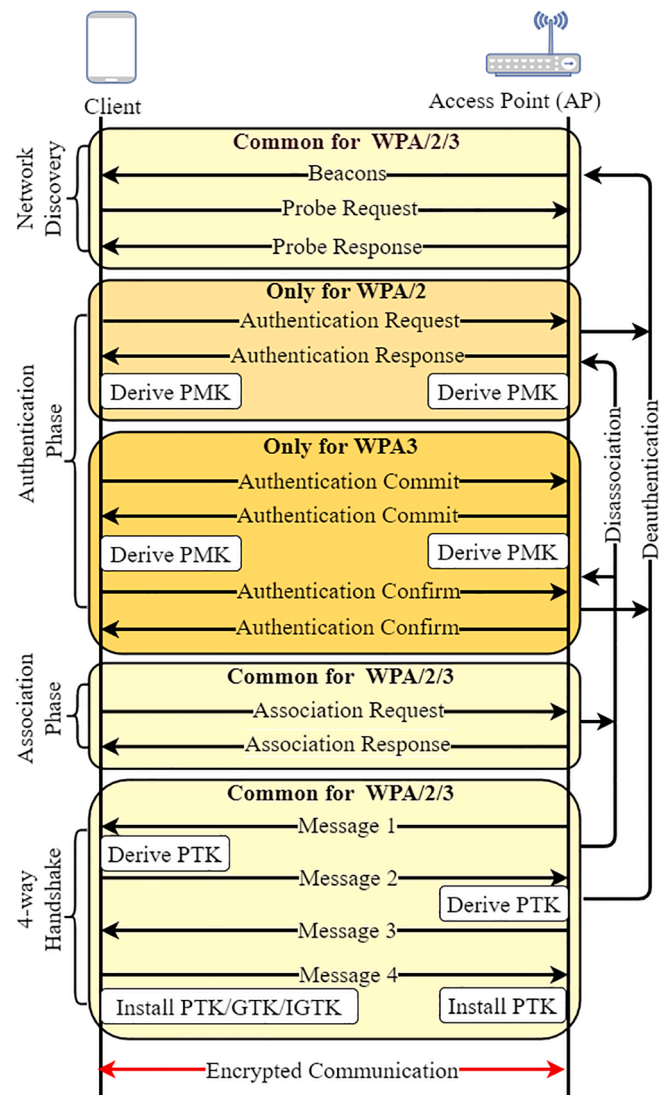 Client
Access Point (AP)
Network
Discovery
Common for WPA/2/3
Beacons
Probe Request
Probe Response
Authentication
Phase
Only for WPA/2
Authentication Request
Authentication Response
Derive PMK
Derive PMK
Only for WPA3
Authentication Commit
Authentication Commit
Derive PMK
Derive PMK
Authentication Confirm
Authentication Confirm
Disassociation
Deauthentication
Association
Phase
Common for WPA/2/3
Association Request
Association Response
4-way
Handshake
Common for WPA/2/3
Message 1
Derive PTK
Message 2
Derive PTK
Message 3
Message 4
Install PTK/GTK/IGTK
Install PTK
Encrypted Communication